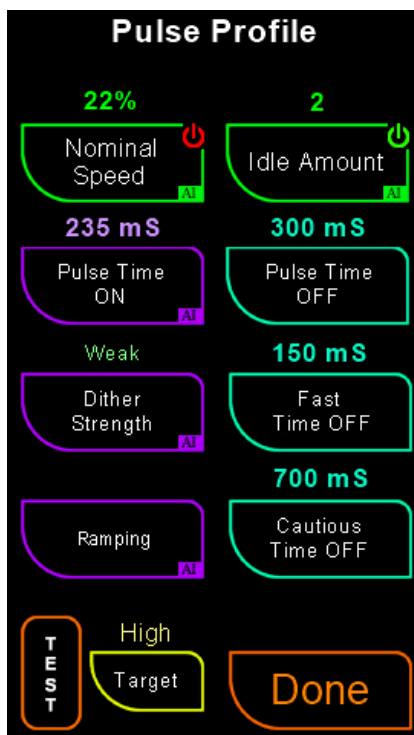 Pulse Profile
22%
Nominal
Speed
AI
2
Idle Amount
AI
235 mS
Pulse Time
ON
AI
300 mS
Pulse Time
OFF
Weak
Dither
Strength
AI
150 mS
Fast
Time OFF
Ramping
AI
700 mS
Cautious
Time OFF
TEST
High
Target
Done